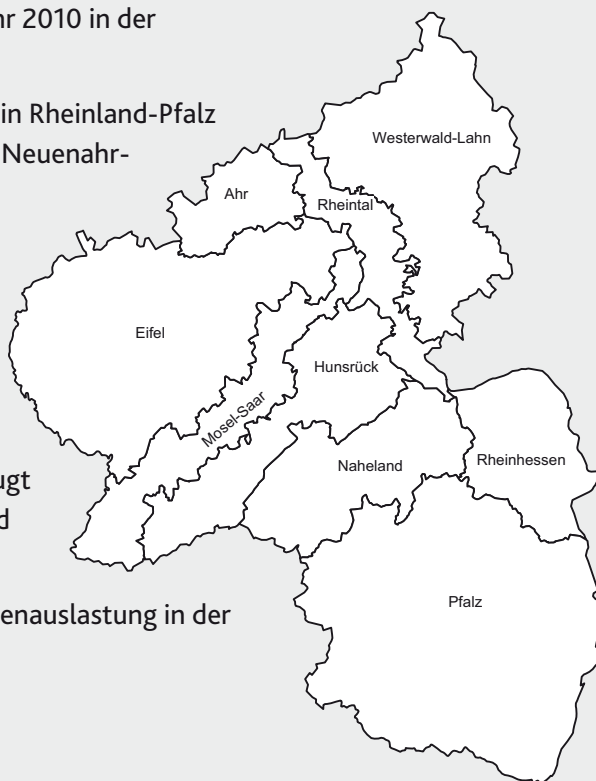 hr 2010 in der
in Rheinland-Pfalz
Neuenahr-
ugt
d
enauslastung in der
Westerwald-Lahn
Ahr
Rheintal
Eifel
Hunsrück
Mosel-Saar
Naheland
Rheinhessen
Pfalz